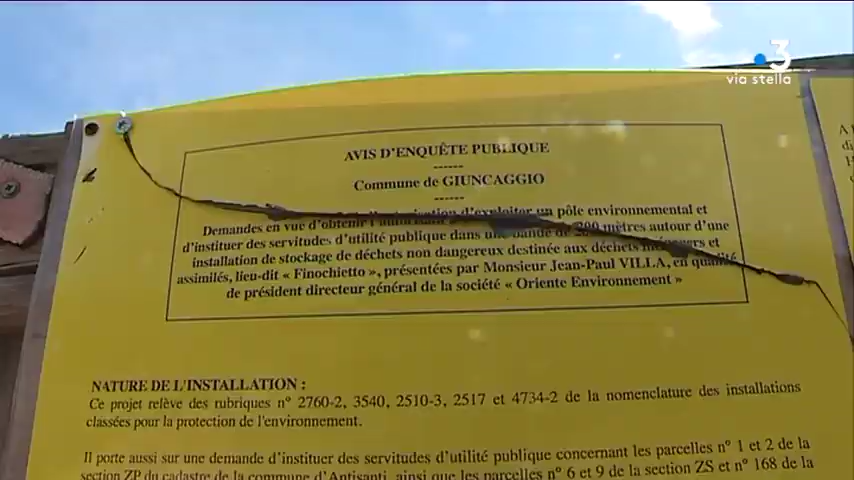 3
via stella
AVIS D'ENQUÊTE PUBLIQUE
------
Commune de GIUNCAGGIO
------
Demandes en vue d'obtenir l'autorisation d'exploiter un pôle environnemental et
d'instituer des servitudes d'utilité publique dans une bande de 200 mètres autour d'une
installation de stockage de déchets non dangereux destinée aux déchets ménagers et
assimilés, lieu-dit « Finochietto », présentées par Monsieur Jean-Paul VILLA, en qualité
de président directeur général de la société « Oriente Environnement »
NATURE DE L'INSTALLATION :
Ce projet relève des rubriques n° 2760-2, 3540, 2510-3, 2517 et 4734-2 de la nomenclature des installations
classées pour la protection de l'environnement.
Il porte aussi sur une demande d'instituer des servitudes d'utilité publique concernant les parcelles n° 1 et 2 de la
section ZP du cadastre de la commune d'Antisanti, ainsi que les parcelles n° 6 et 9 de la section ZS et n° 168 de la